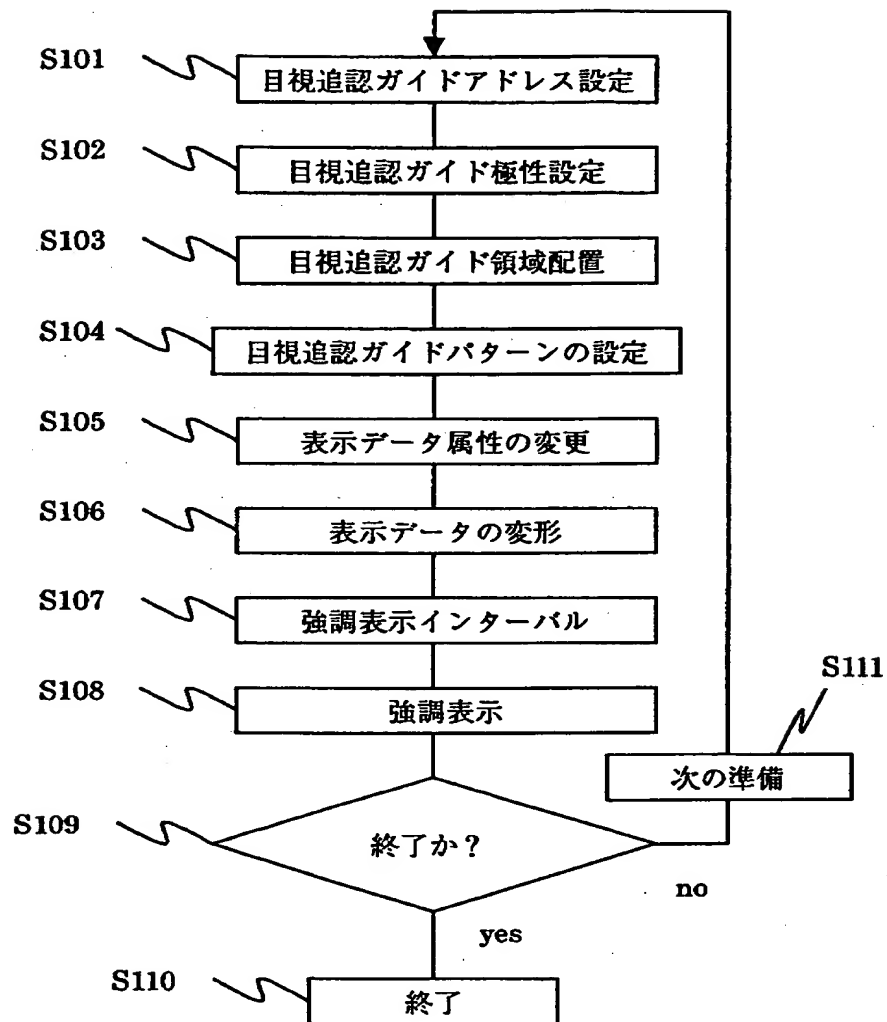 S101
目視追認ガイドアドレス設定
S102
目視追認ガイド極性設定
S103
目視追認ガイド領域配置
S104
目視追認ガイドパターンの設定
S105
表示データ属性の変更
S106
表示データの変形
S107
強調表示インターバル
S108
強調表示
S111
次の準備
S109
終了か?
no
yes
S110
終了